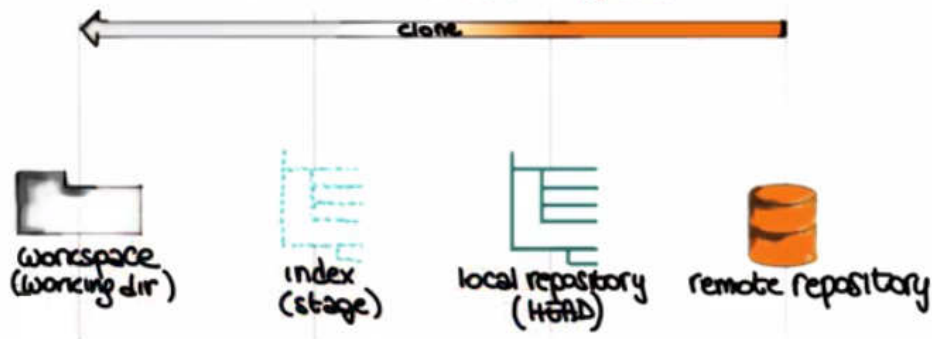 clone
workspace
(working dir)
index
(stage)
local repository
(HEAD)
remote repository